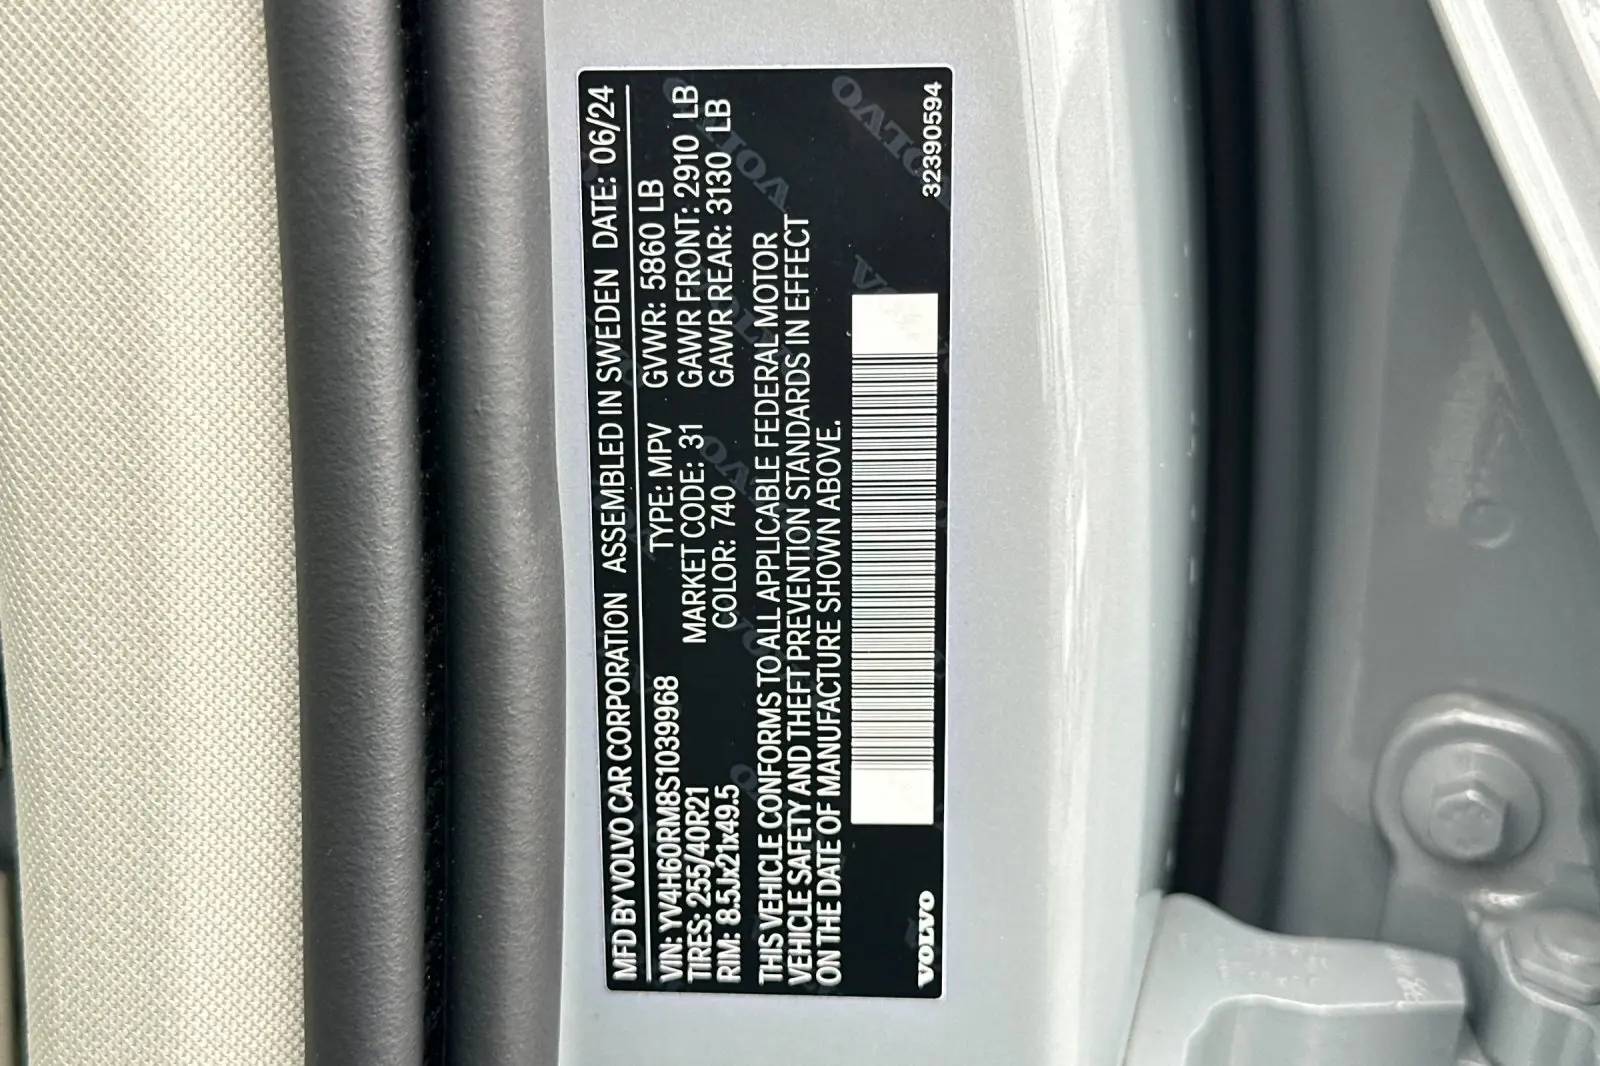 MFD BY VOLVO CAR CORPORATION ASSEMBLED IN SWEDEN DATE: 06/24
VIN: YV4H60RM8S1039968 TYPE: MPV GVWR: 5860 LB
TIRES: 255/40R21 MARKET CODE: 31 GAWR FRONT: 2910 LB
RIM: 8.5Jx21x49.5 COLOR: 740 GAWR REAR: 3130 LB
THIS VEHICLE CONFORMS TO ALL APPLICABLE FEDERAL MOTOR
VEHICLE SAFETY AND THEFT PREVENTION STANDARDS IN EFFECT
ON THE DATE OF MANUFACTURE SHOWN ABOVE.
VOLVO 32390594